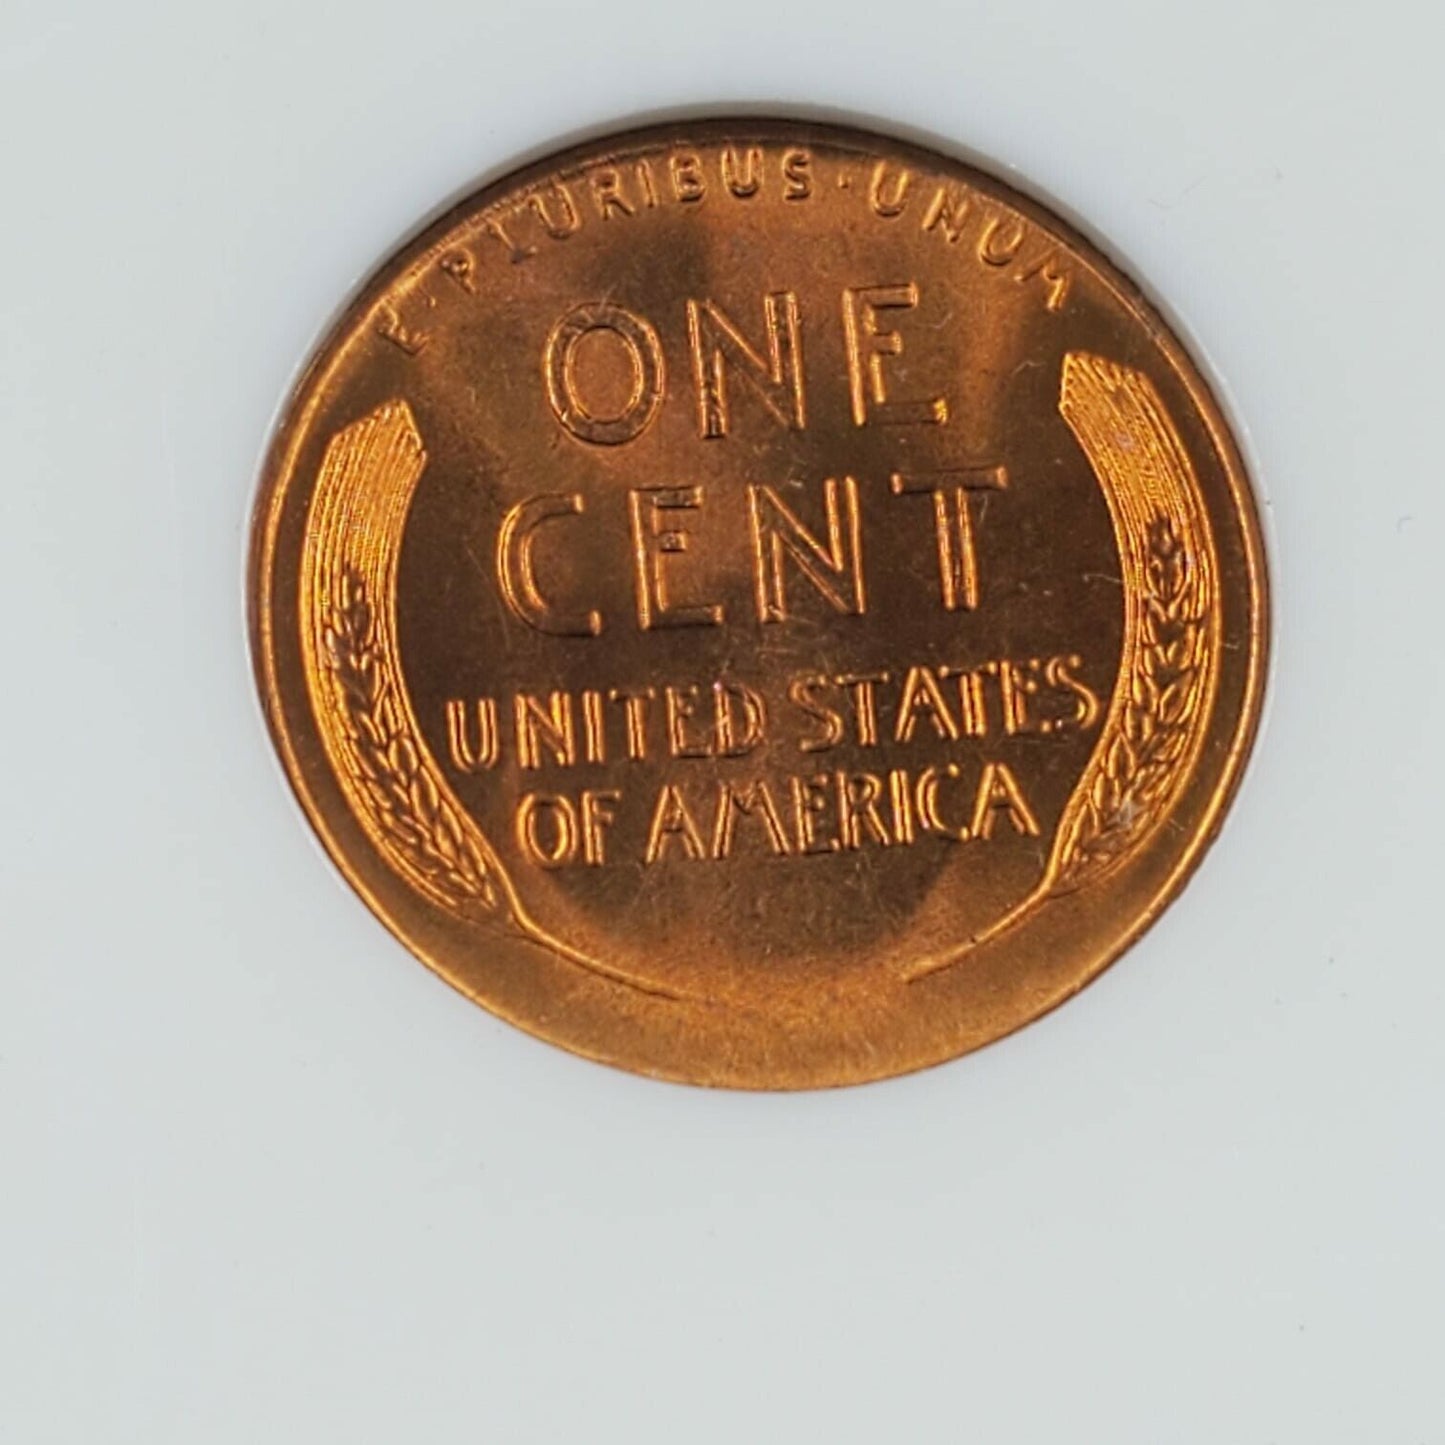 E · PLURIBUS · UNUM
ONE
CENT
UNITED STATES
OF AMERICA